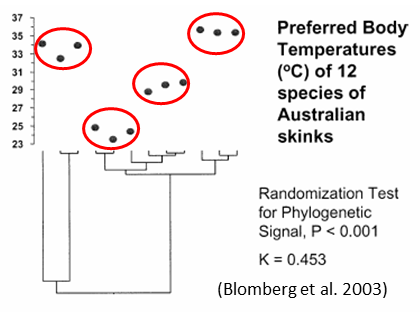 37
35
33
31
29
27
25
23
Preferred Body
Temperatures
(ºC) of 12
species of
Australian
skinks
Randomization Test
for Phylogenetic
Signal, P < 0.001
K = 0.453
(Blomberg et al. 2003)